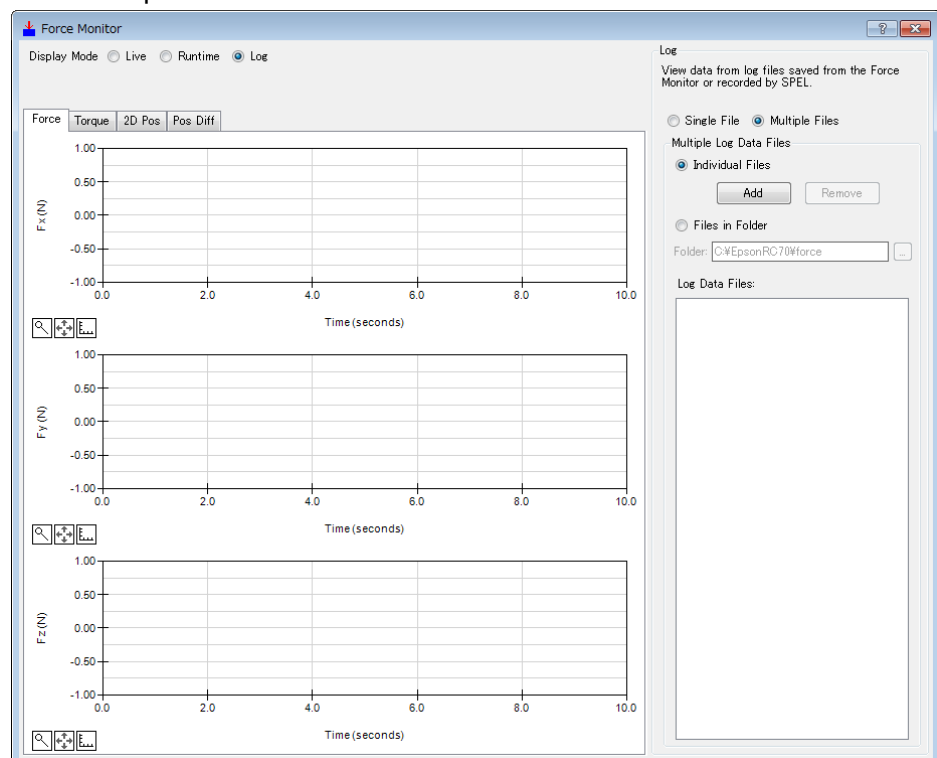 Force Monitor
Display Mode Live Runtime Log
Log
View data from log files saved from the Force
Monitor or recorded by SPEL.
Single File Multiple Files
Multiple Log Data Files
Individual Files
Add Remove
Files in Folder
Folder: C:¥EpsonRC70¥force ...
Log Data Files:
Force Torque 2D Pos Pos Diff
1.00
0.50
0.00
-0.50
-1.00
Fx (N)
0.0 2.0 4.0 6.0 8.0 10.0
Time (seconds)
1.00
0.50
0.00
-0.50
-1.00
Fy (N)
0.0 2.0 4.0 6.0 8.0 10.0
Time (seconds)
1.00
0.50
0.00
-0.50
-1.00
Fz (N)
0.0 2.0 4.0 6.0 8.0 10.0
Time (seconds)